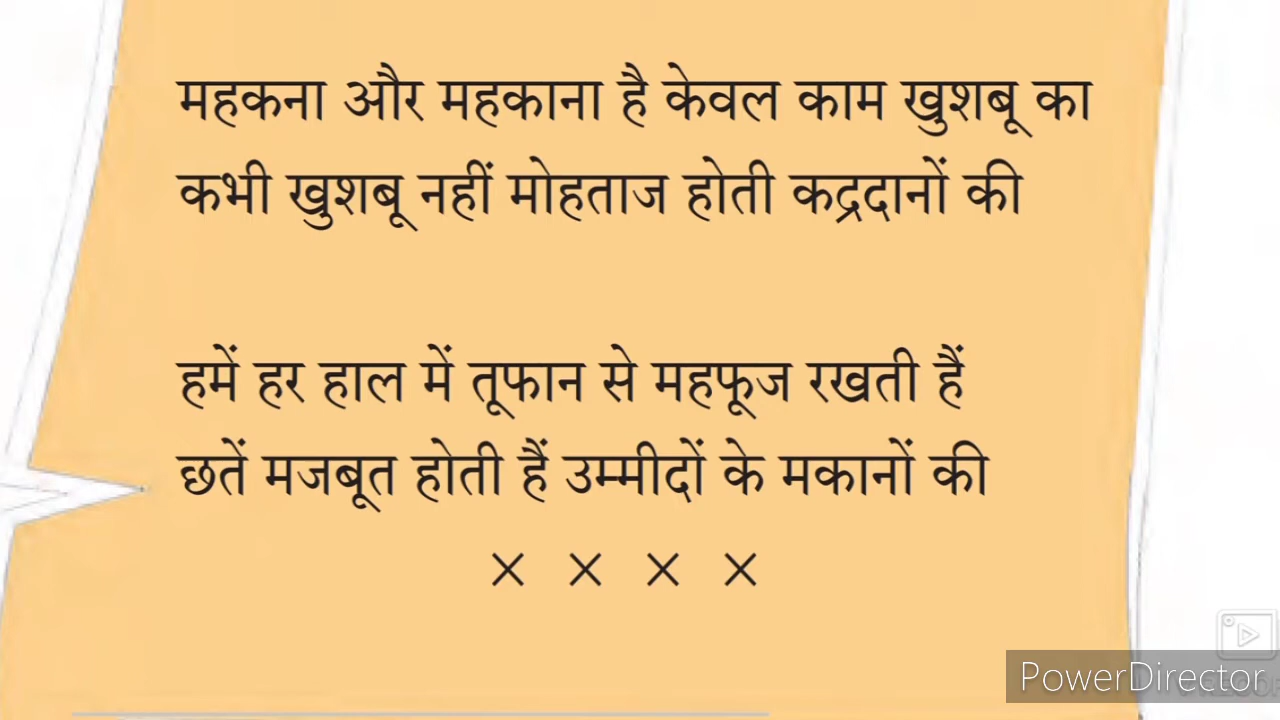 महकना और महकाना है केवल काम खुशबू का
कभी खुशबू नहीं मोहताज होती कद्रदानों की
हमें हर हाल में तूफान से महफूज रखती हैं
छतें मजबूत होती हैं उम्मीदों के मकानों की
× × × ×
PowerDirector